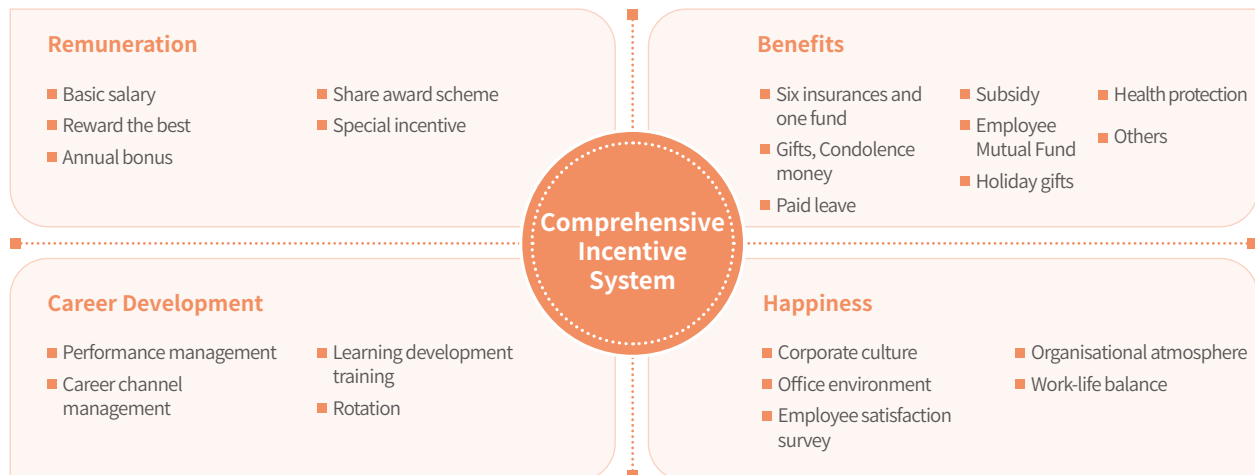 Remuneration
Basic salary
Reward the best
Annual bonus
Share award scheme
Special incentive
Benefits
Six insurances and
one fund
Gifts, Condolence
money
Paid leave
Subsidy
Employee
Mutual Fund
Holiday gifts
Health protection
Others
Comprehensive
Incentive
System
Career Development
Performance management
Career channel
management
Learning development
training
Rotation
Happiness
Corporate culture
Office environment
Employee satisfaction
survey
Organisational atmosphere
Work-life balance